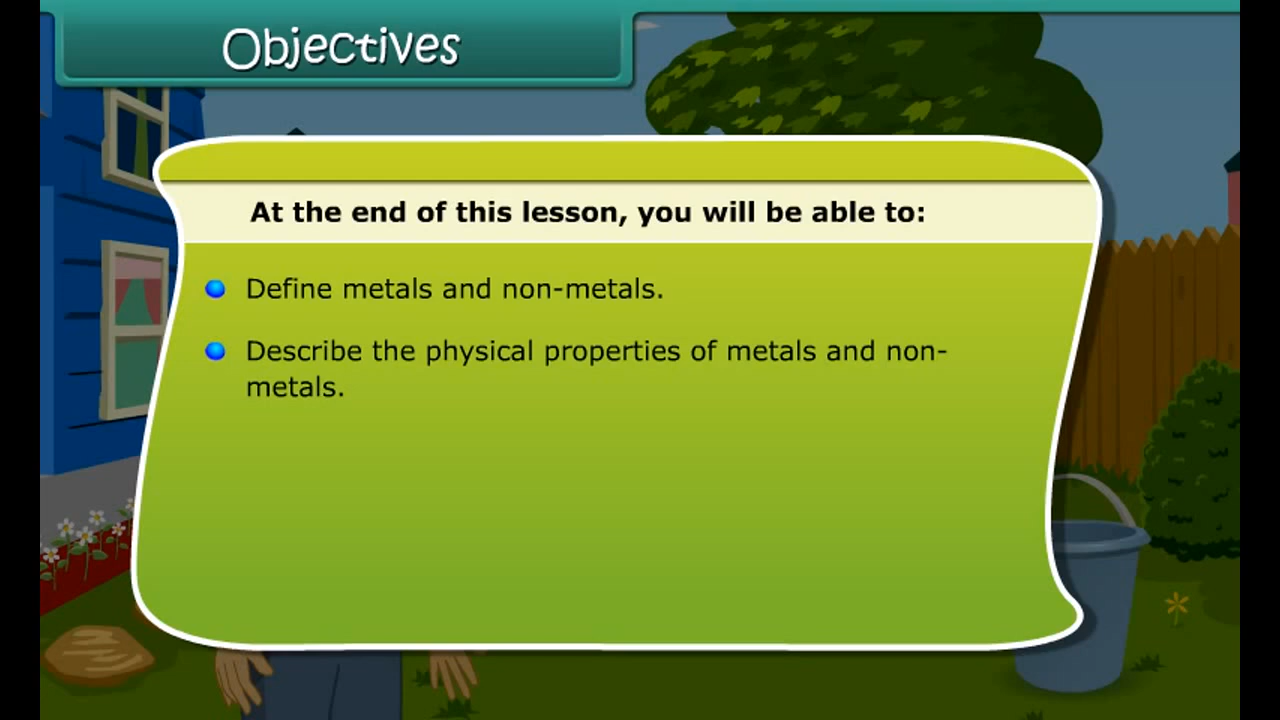 Objectives
At the end of this lesson, you will be able to:
Define metals and non-metals.
Describe the physical properties of metals and non-
metals.